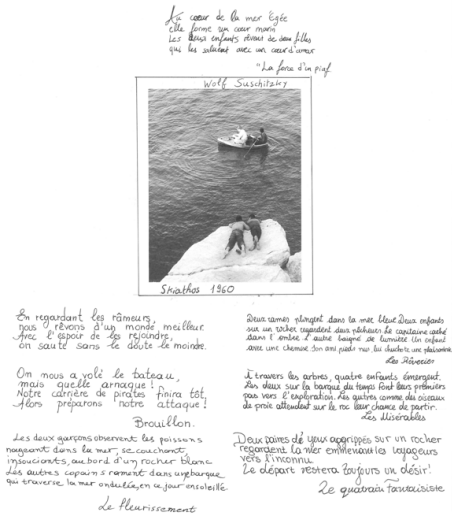 Au cœur de la mer Egée
elle forme un cœur marin
Les deux enfants rêvent de deux filles
qui les saluent avec un cœur d'amour
"La force d'un piaf
Wolf Suschitzky
Skiathos 1960
En regardant les râmeurs,
nous rêvons d'un monde meilleur.
Avec l'espoir de les rejoindre,
on saute sans le doute le moindre.
On nous a volé le bateau,
mais quelle arnaque!
Notre carrière de pirates finira tôt,
Alors préparons notre attaque!
Brouillon.
Les deux garçons observent les poissons
nageant dans la mer, se couchant,
insouciants, au bord d'un rocher blanc
Les autres copains rament dans une barque
qui traverse la mer ondulée, en ce jour ensoleillé.
Le fleurissement
Deux rames plongent dans la mer bleue Deux enfants
sur un rocher regardent deux pêcheurs Le capitaine caché
dans l'ombre L'autre baigné de lumière Un enfant
avec une chemise Son ami pieds nus lui chuchote une plaisanterie
Les Rêveries
A travers les arbres, quatre enfants émergent.
Les deux sur la barque du temps font leurs premiers
pas vers l'exploration. Les autres comme des oiseaux
de proie attendent sur le roc leur chance de partir.
Les Misérables
Deux paires de yeux aggrippés sur un rocher
regardent la mer emmenant les voyageurs
vers l'inconnu.
Le départ restera toujours un désir!
Le quatrain Fantaisiste